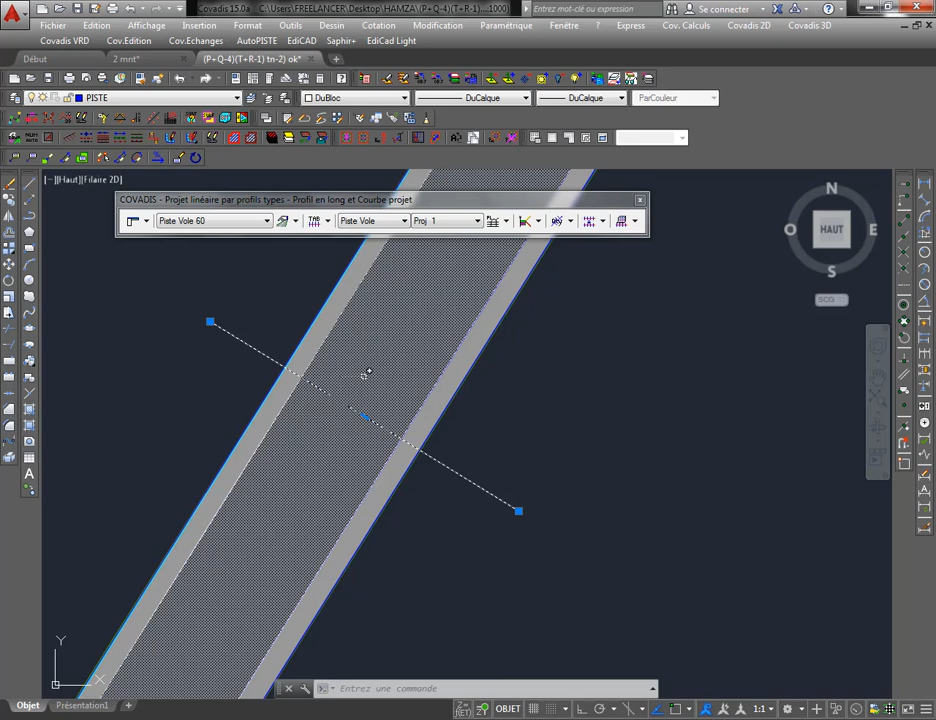 Covadis 15.0a C:\USERS\FREELANCER\Desktop\HAMZA\(P+Q-4)(T+R-1)...1000}
Entrez mot-clé ou expression
Se connecter
Home Edition Affichage Insertion Format Outils Dessin Cotation Modification Paramétrique Fenêtre ? Express Cov. Calculs Covadis 2D Covadis 3D
Covadis VRD Cov.Edition Cov.Echanges AutoPISTE EdiCAD Saphir+ EdiCAD Light
Début 2 mnt* (P+Q-4)(T+R-1) tn-2) ok*
PISTE DuBloc DuCalque DuCalque ParCouleur
[−][Haut][Filaire 2D]
COVADIS - Projet linéaire par profils types - Profil en long et Courbe projet
Piste Vole 60 TAB Piste Vole Proj 1
N
O HAUT E
S
SCG
Y
X
Entrez une commande
Objet Présentation1
OBJET
1:1